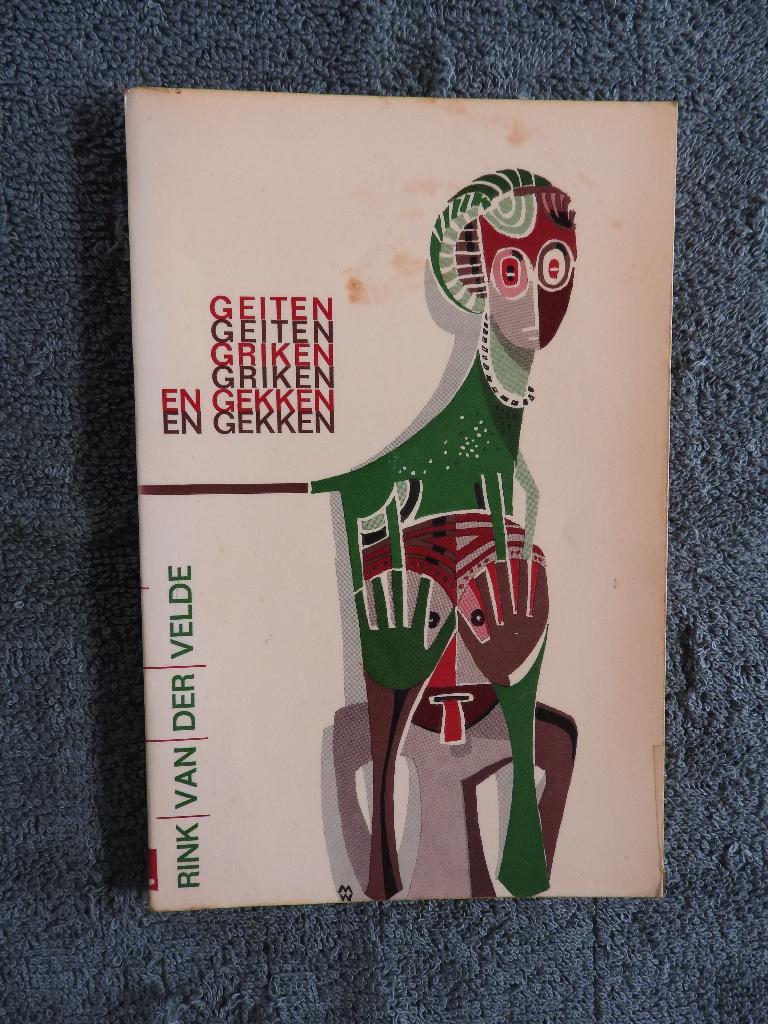 GEITEN
GEITEN
GRIKEN
GRIKEN
EN GEKKEN
EN GEKKEN
RINK VAN DER VELDE